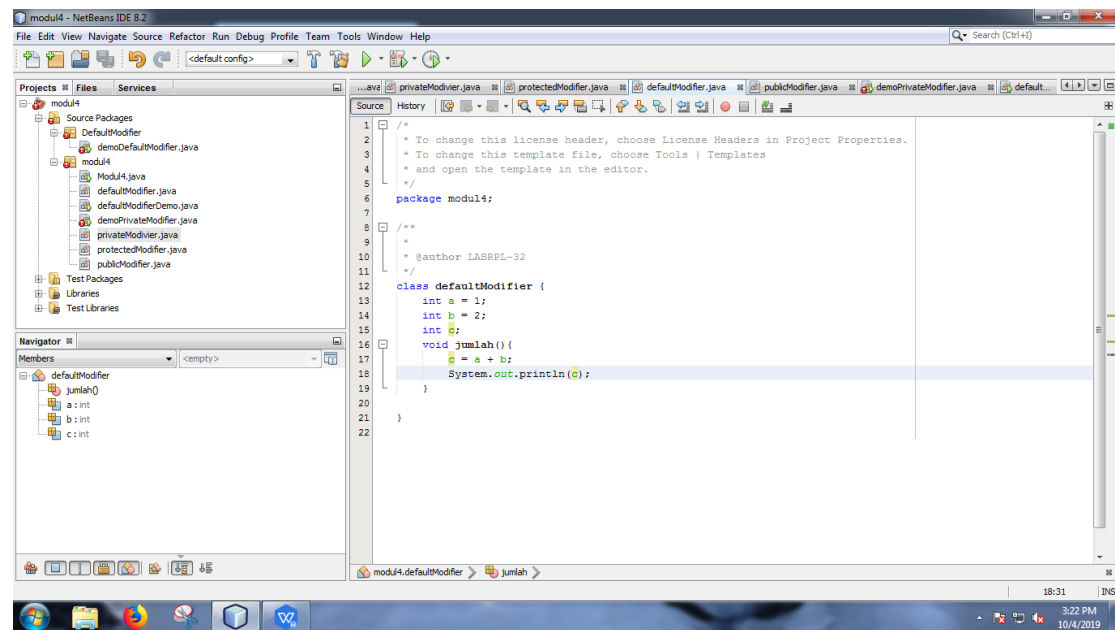 modul4 - NetBeans IDE 8.2
File Edit View Navigate Source Refactor Run Debug Profile Team Tools Window Help
Search (Ctrl+I)
<default config>
Projects Files Services
...ava privateModivier.java protectedModifier.java defaultModifier.java publicModifier.java demoPrivateModifier.java default...
Source History
modul4
Source Packages
DefaultModifier
demoDefaultModifier.java
modul4
Modul4.java
defaultModifier.java
defaultModifierDemo.java
demoPrivateModifier.java
privateModivier.java
protectedModifier.java
publicModifier.java
Test Packages
Libraries
Test Libraries
Navigator
Members <empty>
defaultModifier
jumlah()
a : int
b : int
c : int
1 /*
2 * To change this license header, choose License Headers in Project Properties.
3 * To change this template file, choose Tools | Templates
4 * and open the template in the editor.
5 */
6 package modul4;
7
8 /**
9 *
10 * @author LABRPL-32
11 */
12 class defaultModifier {
13 int a = 1;
14 int b = 2;
15 int c;
16 void jumlah(){
17 c = a + b;
18 System.out.println(c);
19 }
20
21 }
22
modul4.defaultModifier jumlah
18:31 INS
3:22 PM
10/4/2019